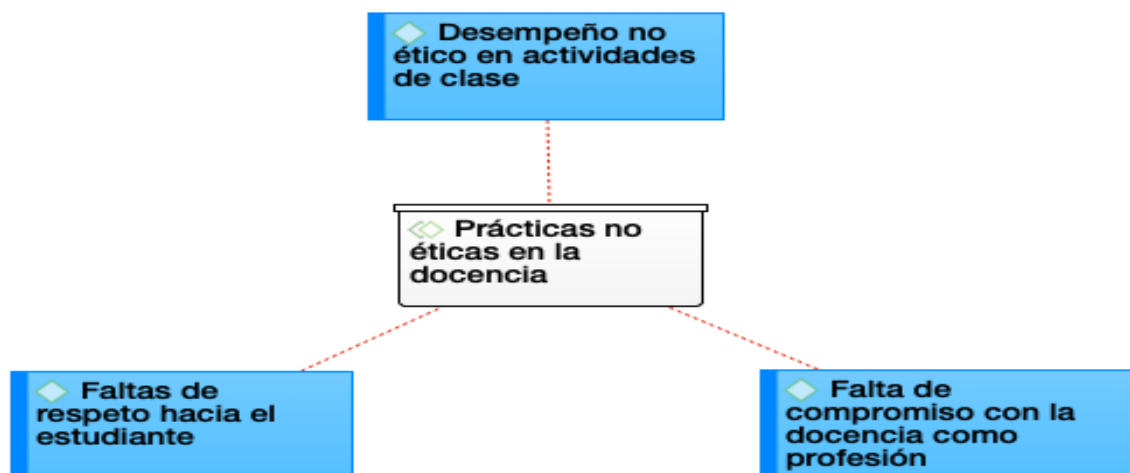 Desempeño no
ético en actividades
de clase
Prácticas no
éticas en la
docencia
Faltas de
respeto hacia el
estudiante
Falta de
compromiso con la
docencia como
profesión